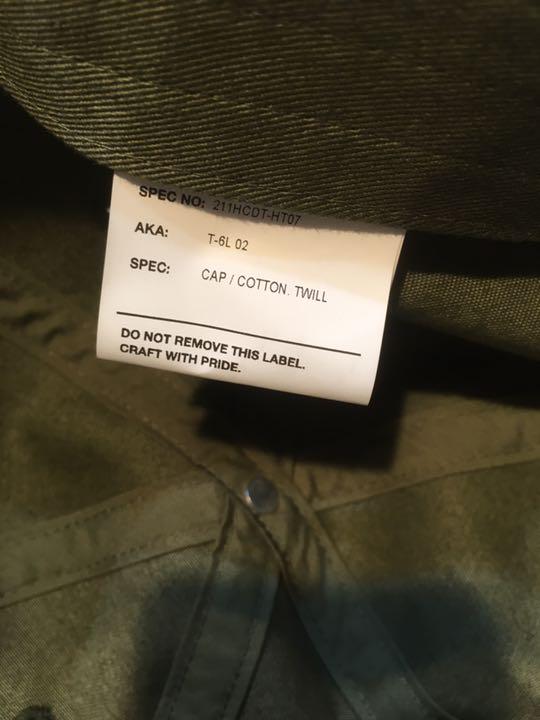 SPEC NO: 211HCDT-HT07
AKA: T-6L 02
SPEC: CAP / COTTON. TWILL
DO NOT REMOVE THIS LABEL.
CRAFT WITH PRIDE.